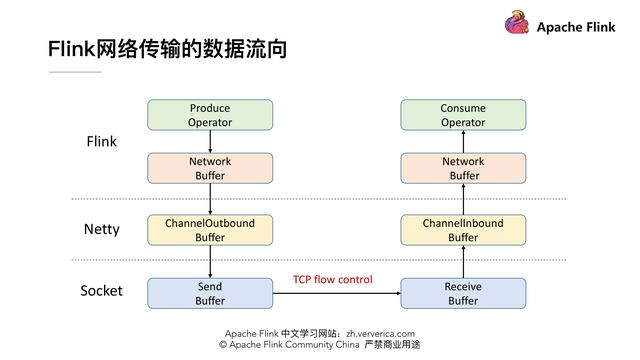 Apache Flink
Flink网络传输的数据流向
Produce
Operator
Consume
Operator
Flink
Network
Buffer
Network
Buffer
Netty
ChannelOutbound
Buffer
ChannelInbound
Buffer
Socket
Send
Buffer
TCP flow control
Receive
Buffer
Apache Flink 中文学习网站：zh.ververica.com
© Apache Flink Community China 严禁商业用途